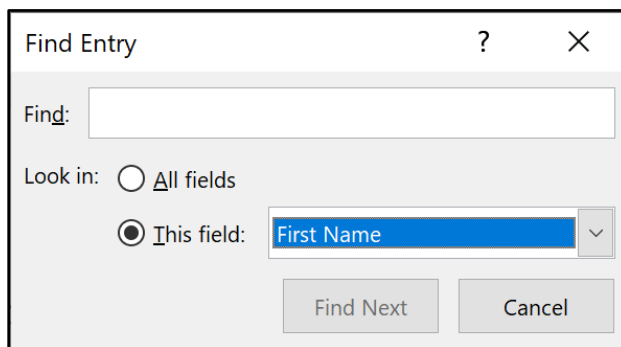 Find Entry ?
Find:
Look in: All fields
This field: First Name
Find Next Cancel